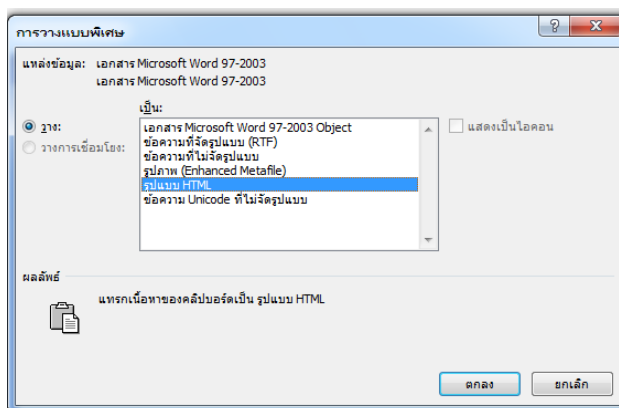 การวางแบบพิเศษ
แหล่งข้อมูล: เอกสาร Microsoft Word 97-2003
เอกสาร Microsoft Word 97-2003
เป็น:
วาง:
วางการเชื่อมโยง:
เอกสาร Microsoft Word 97-2003 Object
ข้อความที่จัดรูปแบบ (RTF)
ข้อความที่ไม่จัดรูปแบบ
รูปภาพ (Enhanced Metafile)
รูปแบบ HTML
ข้อความ Unicode ที่ไม่จัดรูปแบบ
แสดงเป็นไอคอน
ผลลัพธ์
แทรกเนื้อหาของคลิปบอร์ดเป็น รูปแบบ HTML
ตกลง
ยกเลิก